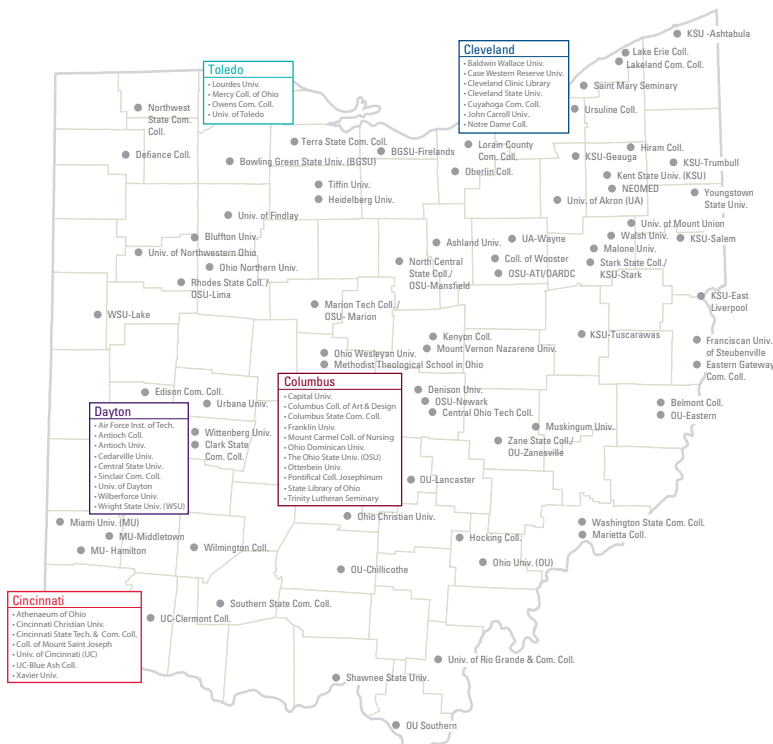 KSU -Ashtabula
Lake Erie Coll.
Lakeland Com. Coll.
Cleveland
• Baldwin Wallace Univ.
• Case Western Reserve Univ.
• Cleveland Clinic Library
• Cleveland State Univ.
• Cuyahoga Com. Coll.
• John Carroll Univ.
• Notre Dame Coll.
Toledo
• Lourdes Univ.
• Mercy Coll. of Ohio
• Owens Com. Coll.
• Univ. of Toledo
Saint Mary Seminary
Ursuline Coll.
Northwest
State Com.
Coll.
Defiance Coll.
Terra State Com. Coll.
BGSU-Firelands
Bowling Green State Univ. (BGSU)
Lorain County
Com. Coll.
Oberlin Coll.
Hiram Coll.
KSU-Geauga
KSU-Trumbull
Kent State Univ. (KSU)
NEOMED
Univ. of Akron (UA)
Youngstown
State Univ.
Tiffin Univ.
Heidelberg Univ.
Univ. of Findlay
Bluffton Univ.
Univ. of Northwestern Ohio
Ohio Northern Univ.
Rhodes State Coll. /
OSU-Lima
Ashland Univ.
UA-Wayne
Coll. of Wooster
OSU-ATI/OARDC
North Central
State Coll./
OSU-Mansfield
Univ. of Mount Union
Walsh Univ.
KSU-Salem
Malone Univ.
Stark State Coll./
KSU-Stark
KSU-East
Liverpool
WSU-Lake
Marion Tech Coll. /
OSU- Marion
Kenyon Coll.
Mount Vernon Nazarene Univ.
KSU-Tuscarawas
Franciscan Univ.
of Steubenville
Eastern Gateway
Com. Coll.
Ohio Wesleyan Univ.
Methodist Theological School in Ohio
Edison Com. Coll.
Urbana Univ.
Columbus
• Capital Univ.
• Columbus Coll. of Art & Design
• Columbus State Com. Coll.
• Franklin Univ.
• Mount Carmel Coll. of Nursing
• Ohio Dominican Univ.
• The Ohio State Univ. (OSU)
• Otterbein Univ.
• Pontifical Coll. Josephinum
• State Library of Ohio
• Trinity Lutheran Seminary
Denison Univ.
OSU-Newark
Central Ohio Tech Coll.
Belmont Coll.
OU-Eastern
Dayton
• Air Force Inst. of Tech.
• Antioch Coll.
• Antioch Univ.
• Cedarville Univ.
• Central State Univ.
• Sinclair Com. Coll.
• Univ. of Dayton
• Wilberforce Univ.
• Wright State Univ. (WSU)
Wittenberg Univ.
Clark State
Com. Coll.
Muskingum Univ.
Zane State Coll./
OU-Zanesville
OU-Lancaster
Ohio Christian Univ.
Miami Univ. (MU)
MU-Middletown
MU- Hamilton
Wilmington Coll.
Hocking Coll.
Washington State Com. Coll.
Marietta Coll.
Ohio Univ. (OU)
OU-Chillicothe
Cincinnati
• Athenaeum of Ohio
• Cincinnati Christian Univ.
• Cincinnati State Tech. & Com. Coll.
• Coll. of Mount Saint Joseph
• Univ. of Cincinnati (UC)
• UC-Blue Ash Coll.
• Xavier Univ.
Southern State Com. Coll.
UC-Clermont Coll.
Univ. of Rio Grande & Com. Coll.
Shawnee State Univ.
OU Southern